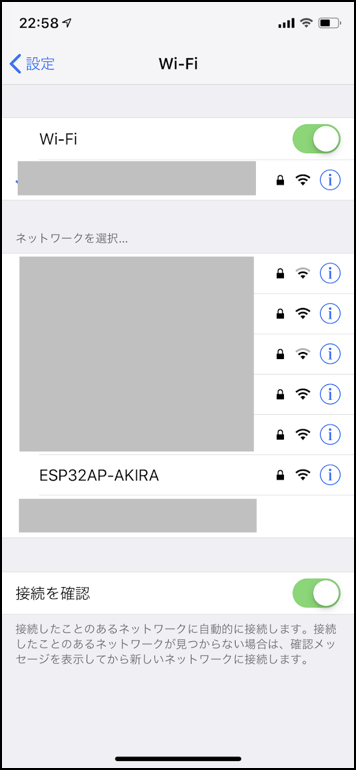 22:58
設定
Wi-Fi
Wi-Fi
ネットワークを選択...
ESP32AP-AKIRA
接続を確認
接続したことのあるネットワークに自動的に接続します。接続
したことのあるネットワークが見つからない場合は、確認メッ
セージを表示してから新しいネットワークに接続します。